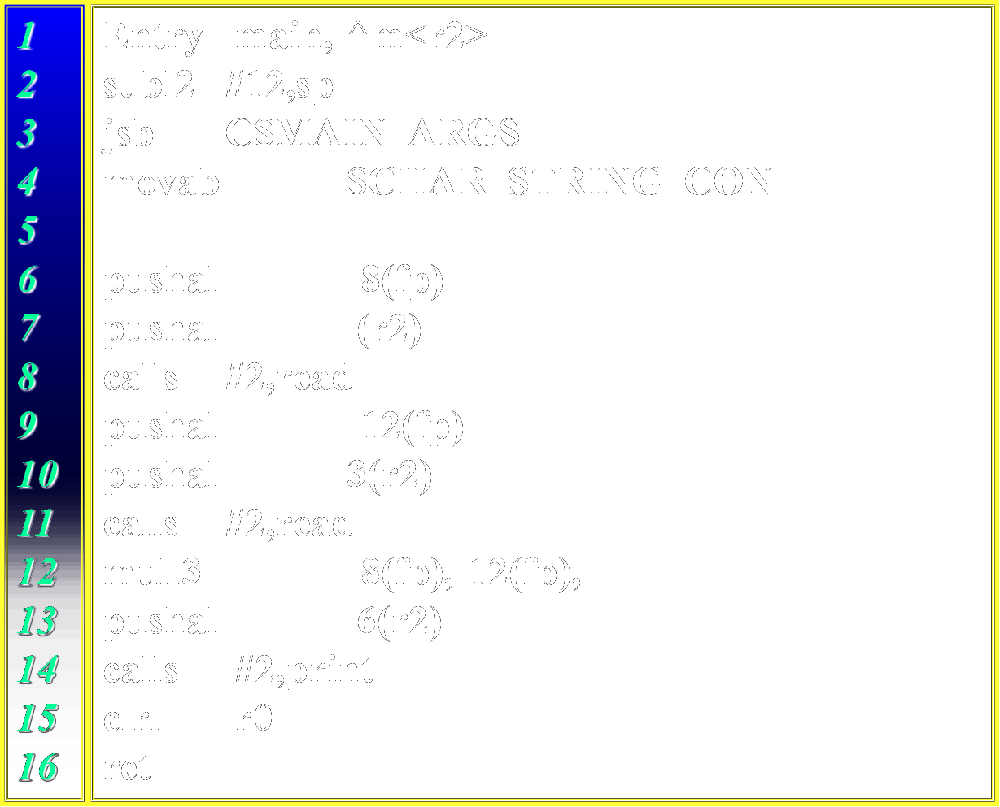 1 Entry main, ^m<r2>
2 subl2 #12,sp
3 jsb CSMAIN ARGS
4 movab SCHAR STRING CON
5
6 pushal 8(fp)
7 pushal (r2)
8 calls #2,read
9 pushal 12(fp)
10 pushal 3(r2)
11 calls #2,read
12 mull3 8(fp), 12(fp),
13 pushal 6(r2)
14 calls #2,print
15 clrl r0
16 ret